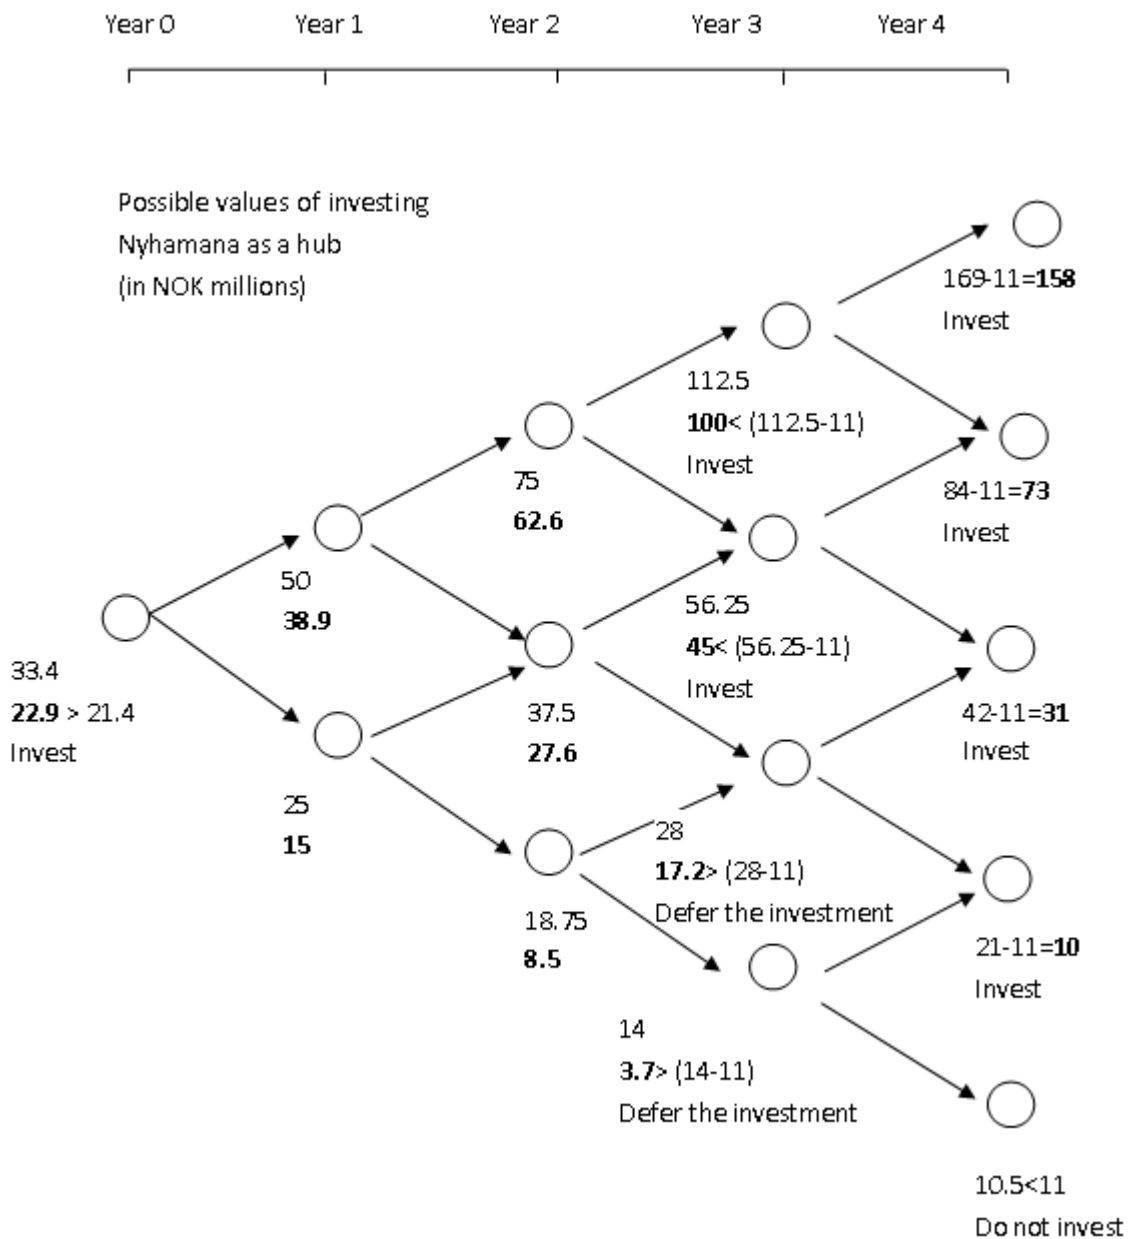 Year 0 Year 1 Year 2 Year 3 Year 4
Possible values of investing
Nyhamana as a hub
(in NOK millions)
33.4
22.9 > 21.4
Invest
50
38.9
25
15
75
62.6
37.5
27.6
18.75
8.5
112.5
100< (112.5-11)
Invest
56.25
45< (56.25-11)
Invest
28
17.2> (28-11)
Defer the investment
14
3.7> (14-11)
Defer the investment
169-11=158
Invest
84-11=73
Invest
42-11=31
Invest
21-11=10
Invest
10.5<11
Do not invest